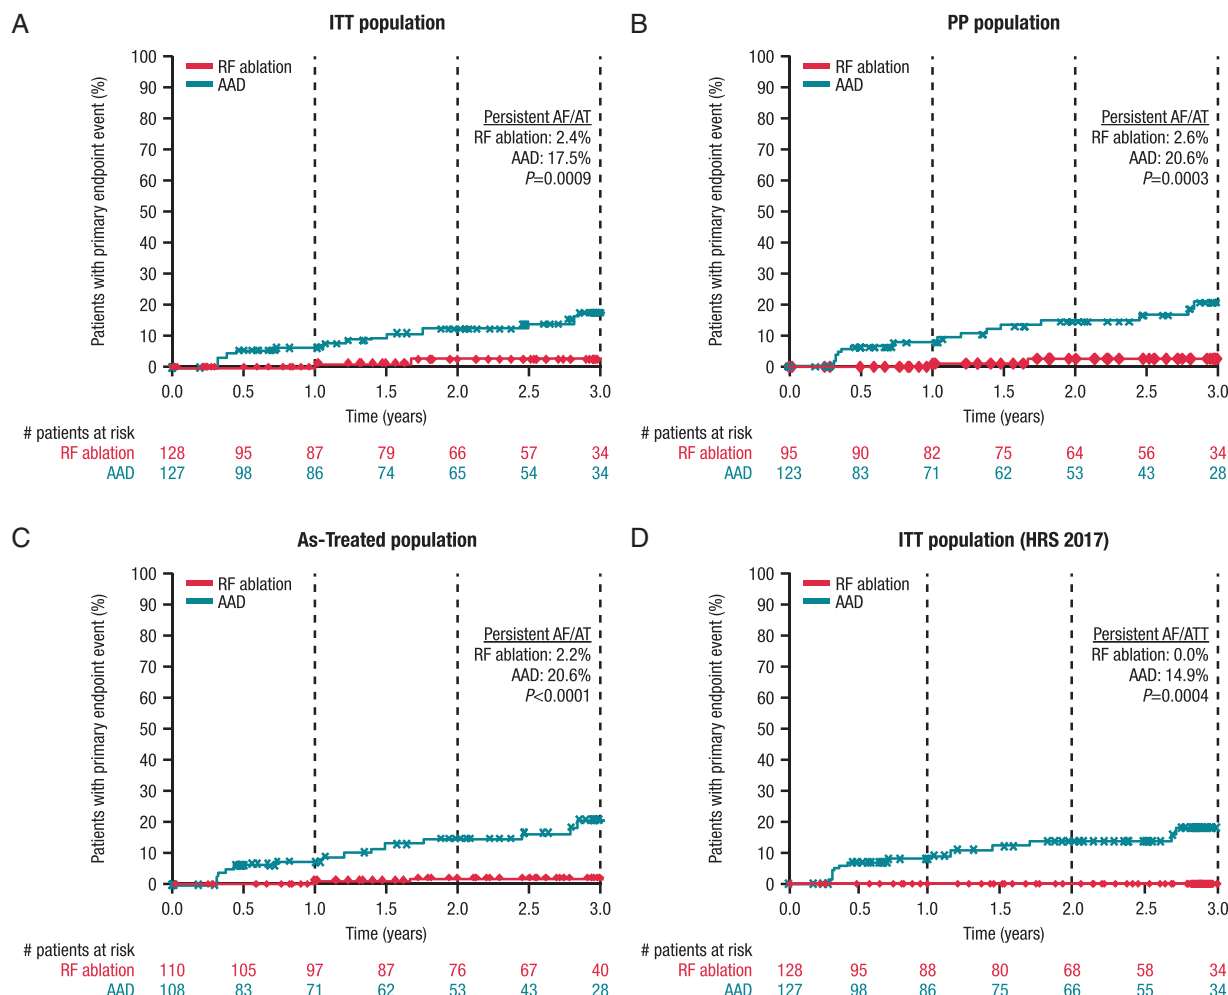 A
ITT population
Patients with primary endpoint event (%)
100
90
80
70
60
50
40
30
20
10
0
RF ablation
AAD
Persistent AF/AT
RF ablation: 2.4%
AAD: 17.5%
P=0.0009
0.0 0.5 1.0 1.5 2.0 2.5 3.0
Time (years)
# patients at risk
RF ablation 128 95 87 79 66 57 34
AAD 127 98 86 74 65 54 34
B
PP population
Patients with primary endpoint event (%)
100
90
80
70
60
50
40
30
20
10
0
RF ablation
AAD
Persistent AF/AT
RF ablation: 2.6%
AAD: 20.6%
P=0.0003
0.0 0.5 1.0 1.5 2.0 2.5 3.0
Time (years)
# patients at risk
RF ablation 95 90 82 75 64 56 34
AAD 123 83 71 62 53 43 28
C
As-Treated population
Patients with primary endpoint event (%)
100
90
80
70
60
50
40
30
20
10
0
RF ablation
AAD
Persistent AF/AT
RF ablation: 2.2%
AAD: 20.6%
P<0.0001
0.0 0.5 1.0 1.5 2.0 2.5 3.0
Time (years)
# patients at risk
RF ablation 110 105 97 87 76 67 40
AAD 108 83 71 62 53 43 28
D
ITT population (HRS 2017)
Patients with primary endpoint event (%)
100
90
80
70
60
50
40
30
20
10
0
RF ablation
AAD
Persistent AF/ATT
RF ablation: 0.0%
AAD: 14.9%
P=0.0004
0.0 0.5 1.0 1.5 2.0 2.5 3.0
Time (years)
# patients at risk
RF ablation 128 95 88 80 68 58 34
AAD 127 98 86 75 66 55 34